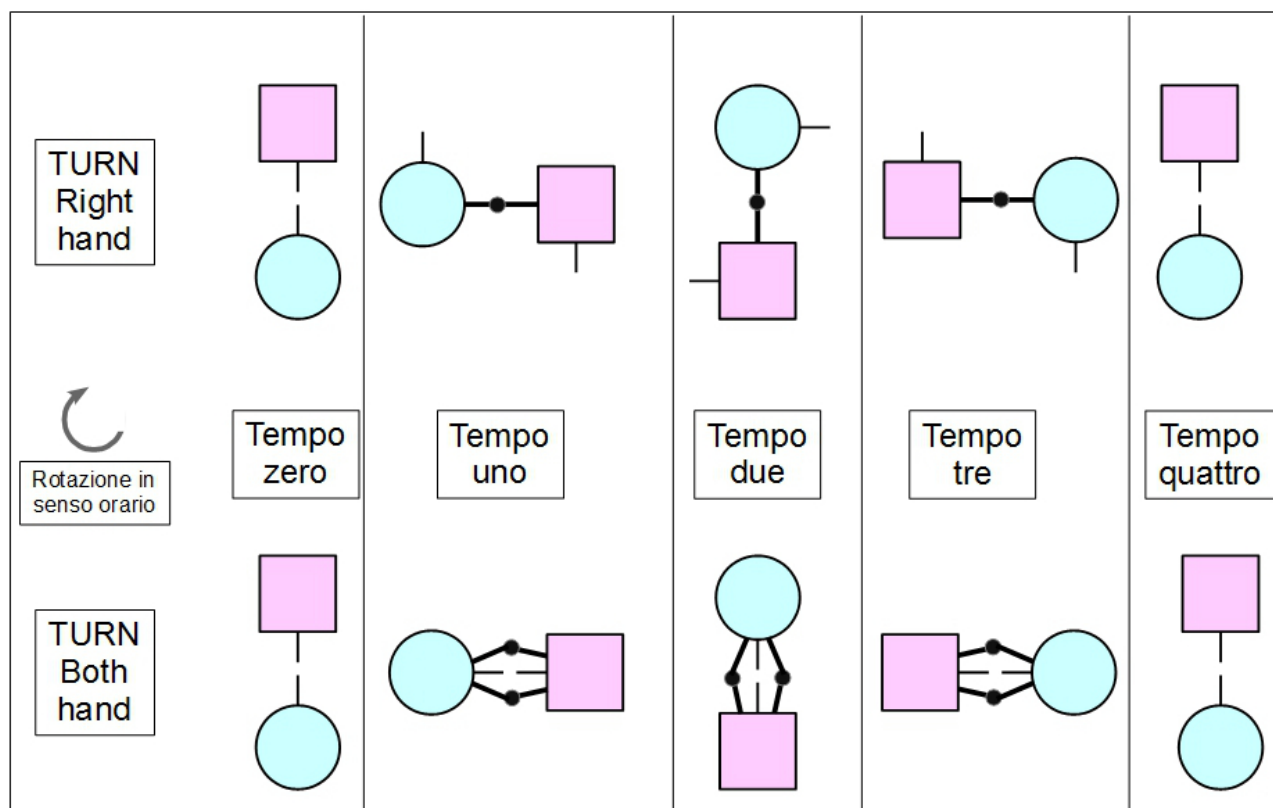 TURN
Right
hand
Rotazione in
senso orario
Tempo
zero
Tempo
uno
Tempo
due
Tempo
tre
Tempo
quattro
TURN
Both
hand